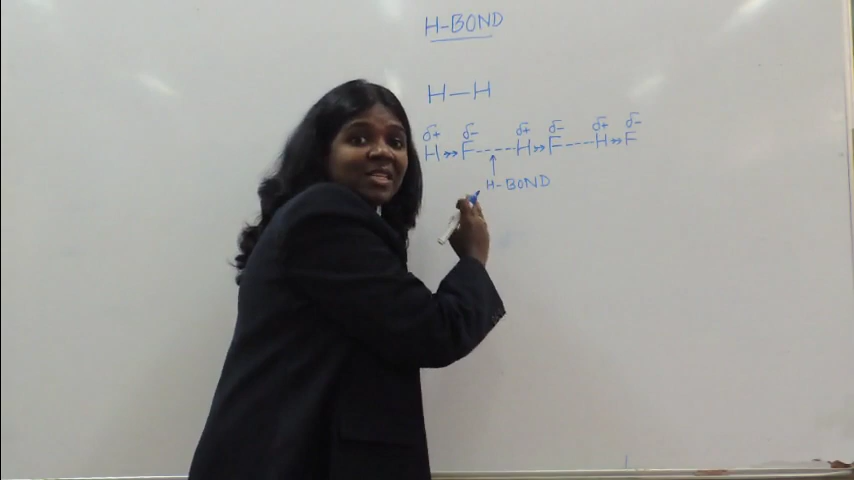 H-BOND
H—H
δ+ δ- δ+ δ- δ+ δ-
H->>F----H->>F----H->>F
↑
H-BOND